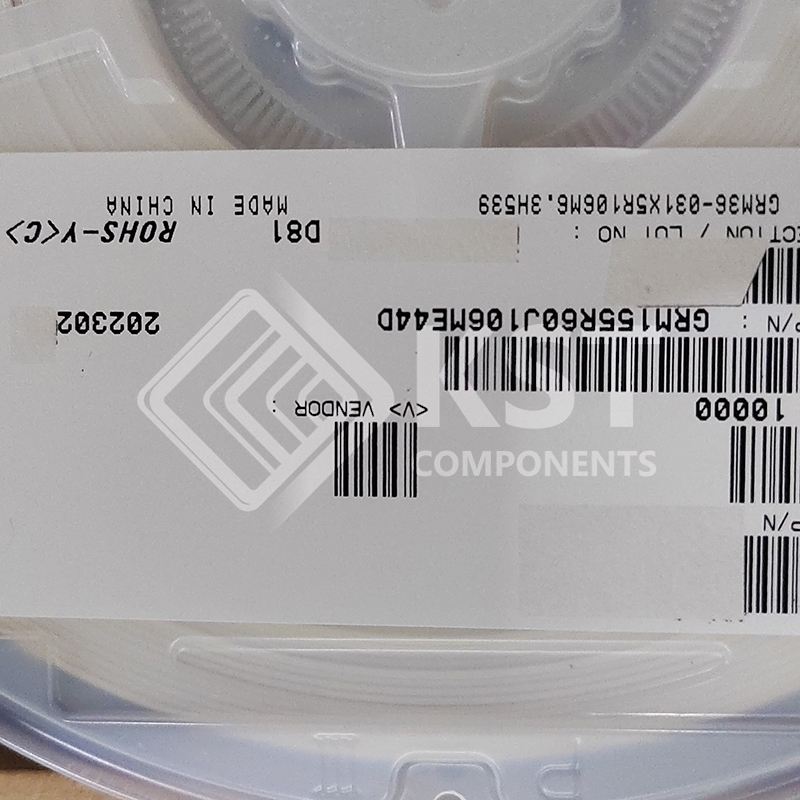 P/N
10000
<V> VENDOR :
P/N : GRM155R60J106ME44D
202302
ECTION / LOT NO :
D81
ROHS-Y<C>
GRM36-031X5R106M6.3H539
MADE IN CHINA
KST
COMPONENTS